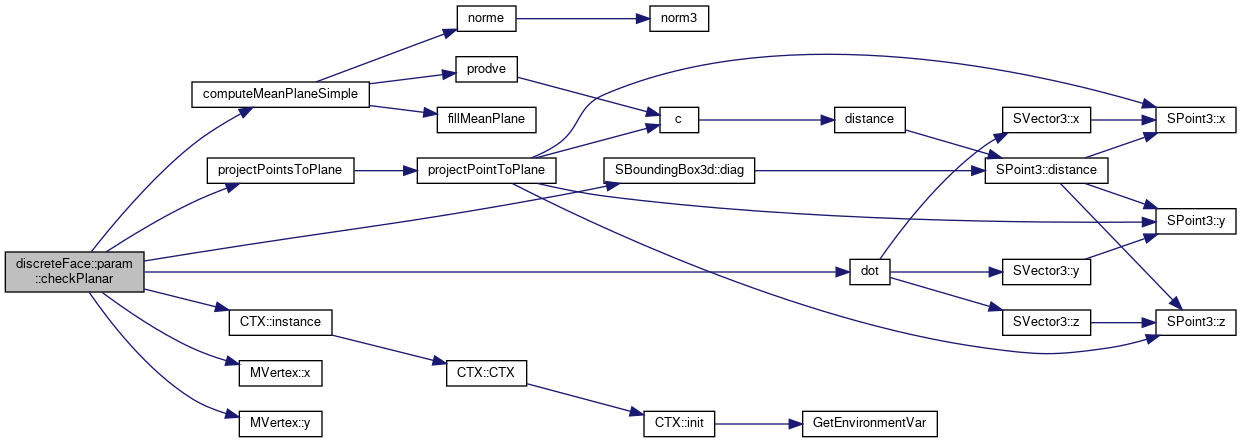 norme
norm3
prodve
computeMeanPlaneSimple
fillMeanPlane
c
distance
SVector3::x
SPoint3::x
projectPointsToPlane
projectPointToPlane
SBoundingBox3d::diag
SPoint3::distance
SPoint3::y
discreteFace::param
::checkPlanar
dot
SVector3::y
CTX::instance
SVector3::z
SPoint3::z
MVertex::x
CTX::CTX
MVertex::y
CTX::init
GetEnvironmentVar